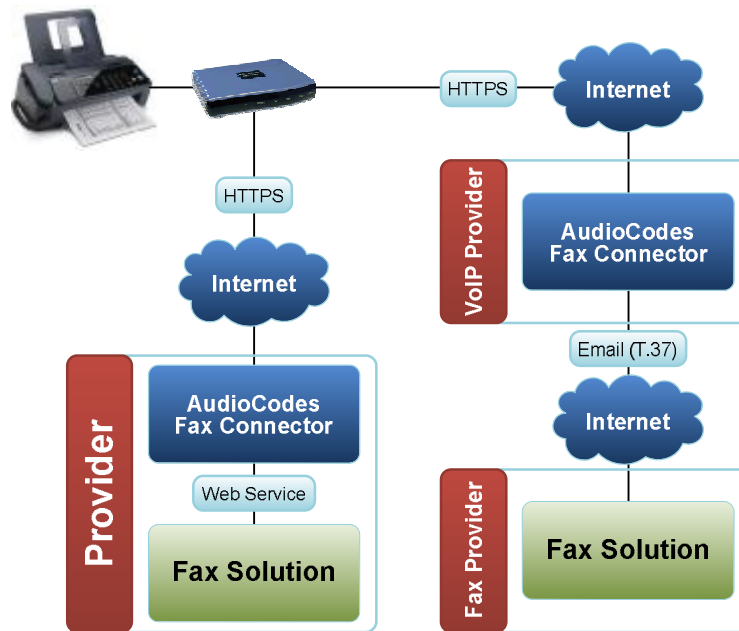 HTTPS
Internet
VoIP Provider
AudioCodes
Fax Connector
Email (T.37)
Internet
Fax Provider
Fax Solution
HTTPS
Internet
Provider
AudioCodes
Fax Connector
Web Service
Fax Solution